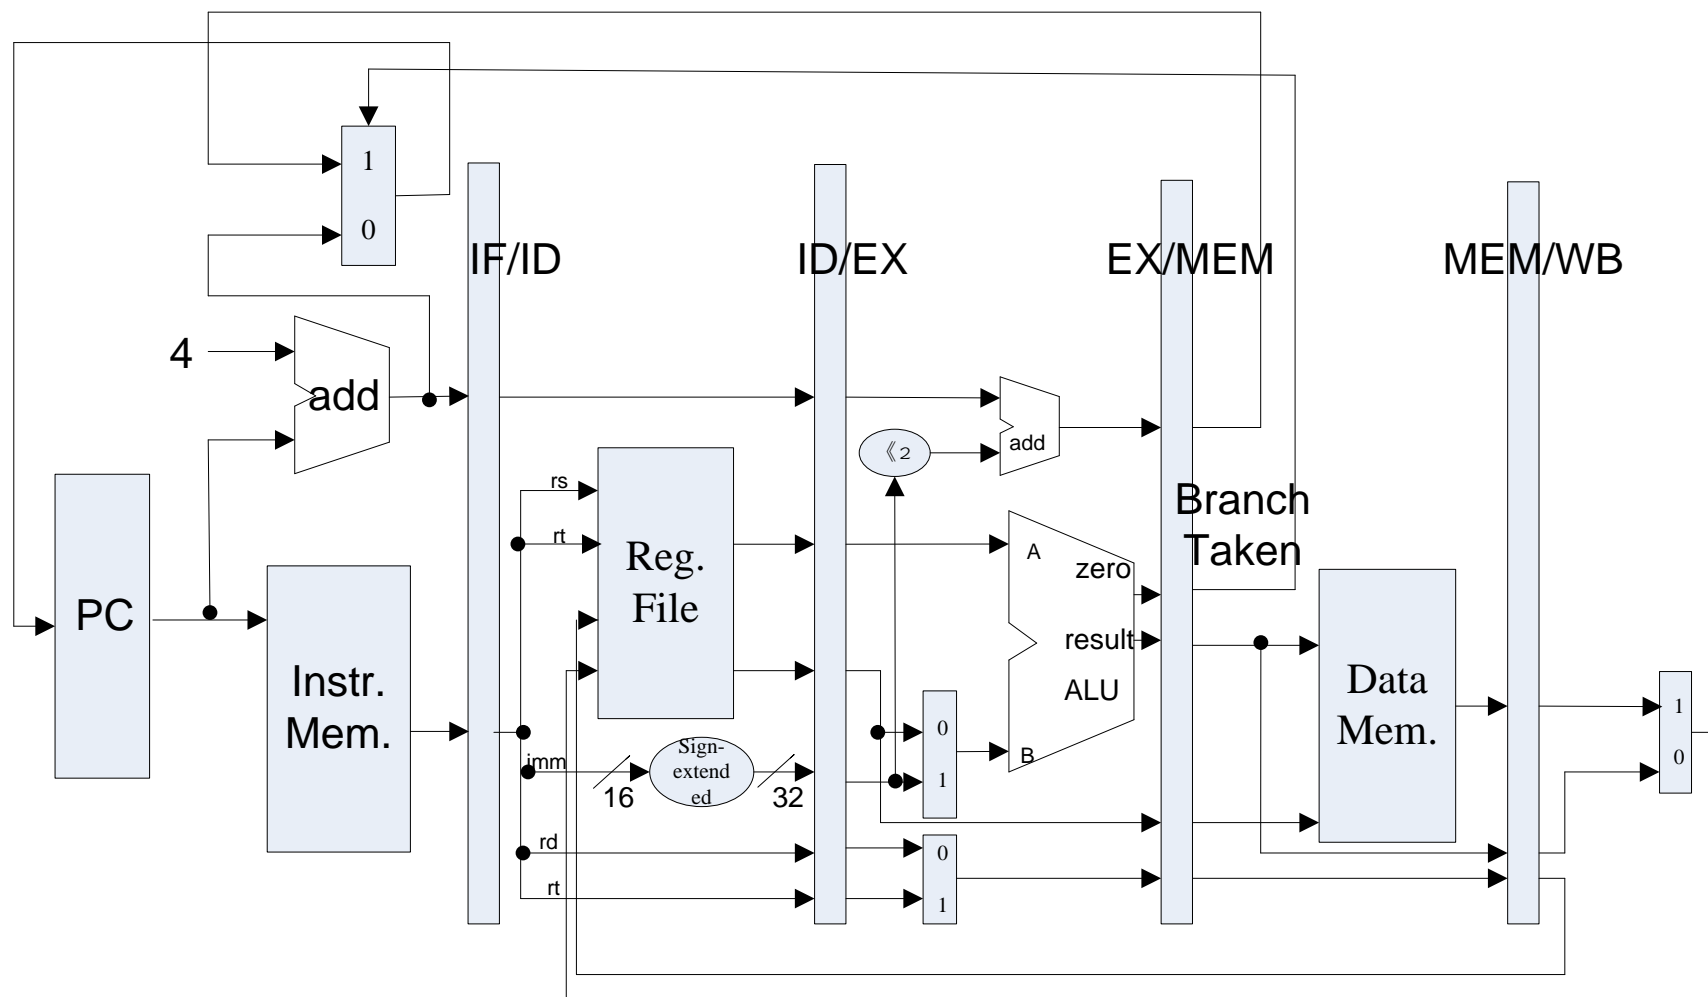 1
0
IF/ID
ID/EX
EX/MEM
MEM/WB
4
add
《2
add
PC
Instr.
Mem.
rs
rt
Reg.
File
imm
16
Sign-
extend
ed
32
rd
rt
0
1
0
1
A
zero
result
ALU
B
Branch
Taken
Data
Mem.
1
0